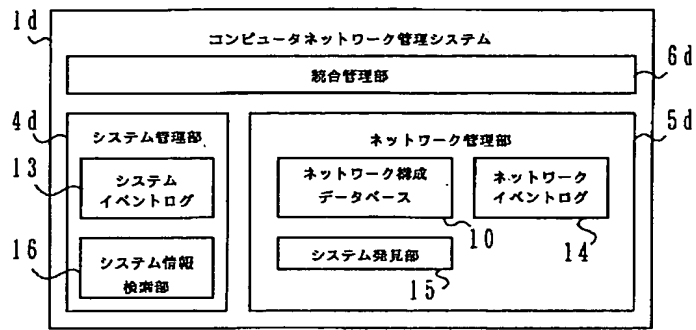 1d
コンピュータネットワーク管理システム
統合管理部
6d
4d
システム管理部
13
システム
イベントログ
16
システム情報
検索部
ネットワーク管理部
5d
ネットワーク構成
データベース
10
ネットワーク
イベントログ
14
システム発見部
15